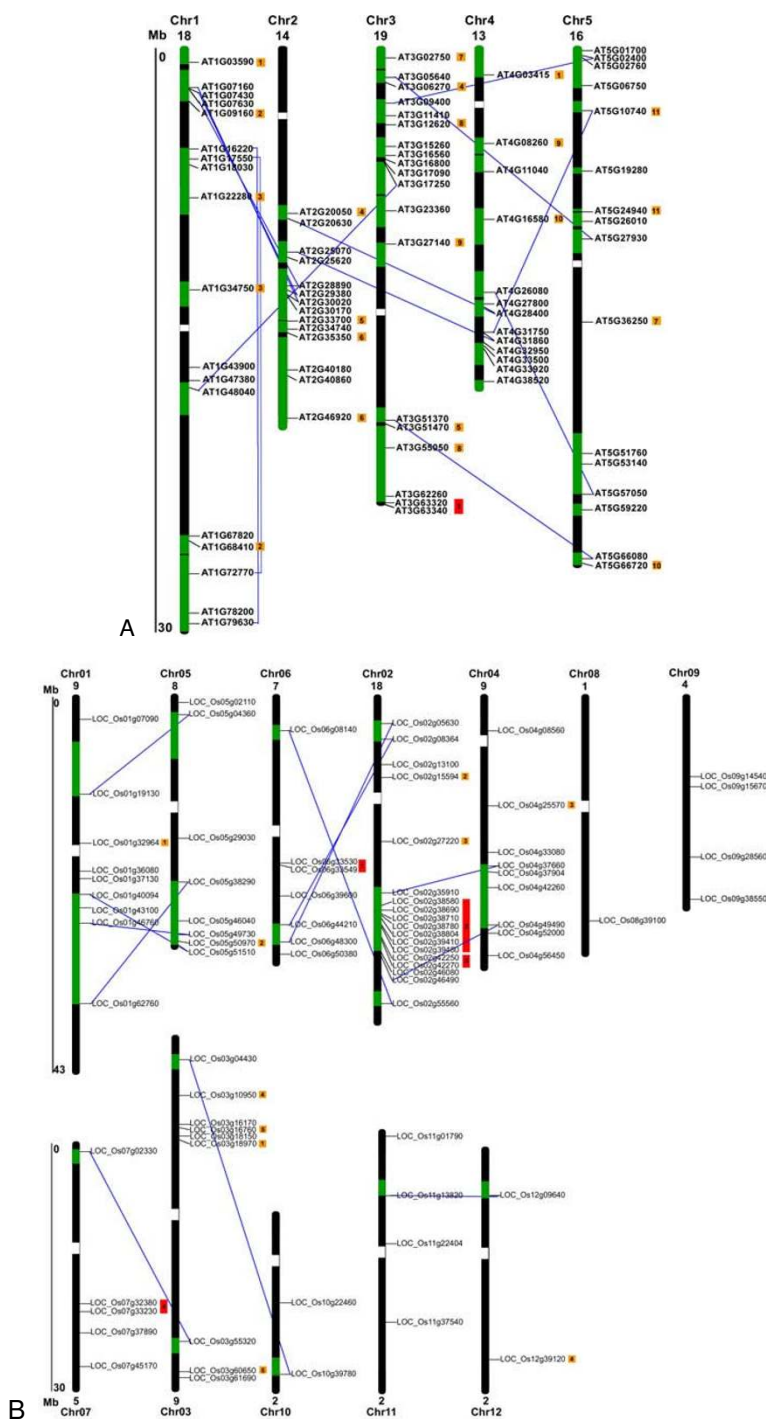 Chr1 Chr2 Chr3 Chr4 Chr5
Mb 18 14 19 13 16
0
30
AT1G03590 1
AT1G07160
AT1G07430
AT1G07630
AT1G09160 2
AT1G16220
AT1G17550
AT1G18030
AT1G22280 3
AT1G34750 3
AT1G43900
AT1G47380
AT1G48040
AT1G67820
AT1G68410 2
AT1G72770
AT1G78200
AT1G79630
AT2G20050 4
AT2G20630
AT2G25070
AT2G25620
AT2G28890
AT2G29380
AT2G30020
AT2G30170
AT2G33700 5
AT2G34740
AT2G35350 6
AT2G40180
AT2G40860
AT2G46920 6
AT3G02750 7
AT3G05640
AT3G06270 4
AT3G09400
AT3G11410
AT3G12620 8
AT3G15260
AT3G16560
AT3G16800
AT3G17090
AT3G17250
AT3G23360
AT3G27140 9
AT3G51370
AT3G51470 5
AT3G55050 8
AT3G62260
AT3G63320
AT3G63340
AT4G03415 1
AT4G08260 9
AT4G11040
AT4G16580 10
AT4G26080
AT4G27800
AT4G28400
AT4G31750
AT4G31860
AT4G32950
AT4G33500
AT4G33920
AT4G38520
AT5G01700
AT5G02400
AT5G02760
AT5G06750
AT5G10740 11
AT5G19280
AT5G24940 11
AT5G26010
AT5G27930
AT5G36250 7
AT5G51760
AT5G53140
AT5G57050
AT5G59220
AT5G66080
AT5G66720 10
A
Chr01 Chr05 Chr06 Chr02 Chr04 Chr08 Chr09
Mb 9 8 7 18 9 1 4
0
43
LOC_Os01g07090
LOC_Os01g19130
LOC_Os01g32964 1
LOC_Os01g36080
LOC_Os01g37130
LOC_Os01g40094
LOC_Os01g43100
LOC_Os01g46760
LOC_Os01g62760
LOC_Os05g02110
LOC_Os05g04360
LOC_Os05g29030
LOC_Os05g38290
LOC_Os05g46040
LOC_Os05g49730
LOC_Os05g50970 2
LOC_Os05g51510
LOC_Os06g08140
LOC_Os06g33530
LOC_Os06g33549
LOC_Os06g39600
LOC_Os06g44210
LOC_Os06g48300
LOC_Os06g50380
LOC_Os02g05630
LOC_Os02g08364
LOC_Os02g13100
LOC_Os02g15594 2
LOC_Os02g27220 3
LOC_Os02g35910
LOC_Os02g38580
LOC_Os02g38690
LOC_Os02g38710
LOC_Os02g38780
LOC_Os02g38804
LOC_Os02g39410
LOC_Os02g39480
LOC_Os02g42250
LOC_Os02g42270
LOC_Os02g46080
LOC_Os02g46490
LOC_Os02g55560
LOC_Os04g08560
LOC_Os04g25570 3
LOC_Os04g33080
LOC_Os04g37660
LOC_Os04g37904
LOC_Os04g42260
LOC_Os04g49490
LOC_Os04g52000
LOC_Os04g56450
LOC_Os08g39100
LOC_Os09g14540
LOC_Os09g15670
LOC_Os09g28560
LOC_Os09g38550
0
30
LOC_Os07g02330
LOC_Os07g32380
LOC_Os07g33230
LOC_Os07g37890
LOC_Os07g45170
LOC_Os03g04430
LOC_Os03g10950 4
LOC_Os03g16170
LOC_Os03g16760 5
LOC_Os03g18150
LOC_Os03g18970 1
LOC_Os03g55320
LOC_Os03g60650
LOC_Os03g61690
LOC_Os10g22460
LOC_Os10g39780
LOC_Os11g01790
LOC_Os11g13820
LOC_Os11g22404
LOC_Os11g37540
LOC_Os12g09640
LOC_Os12g39120 4
B
Mb 5 9 2 2 2
Chr07 Chr03 Chr10 Chr11 Chr12